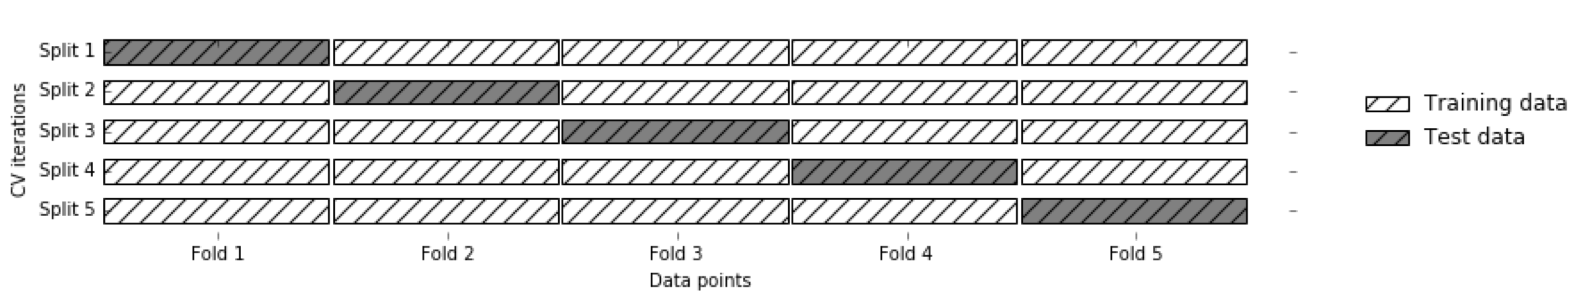 Split 1
Split 2
Split 3
Split 4
Split 5
CV iterations
Fold 1 Fold 2 Fold 3 Fold 4 Fold 5
Data points
Training data
Test data